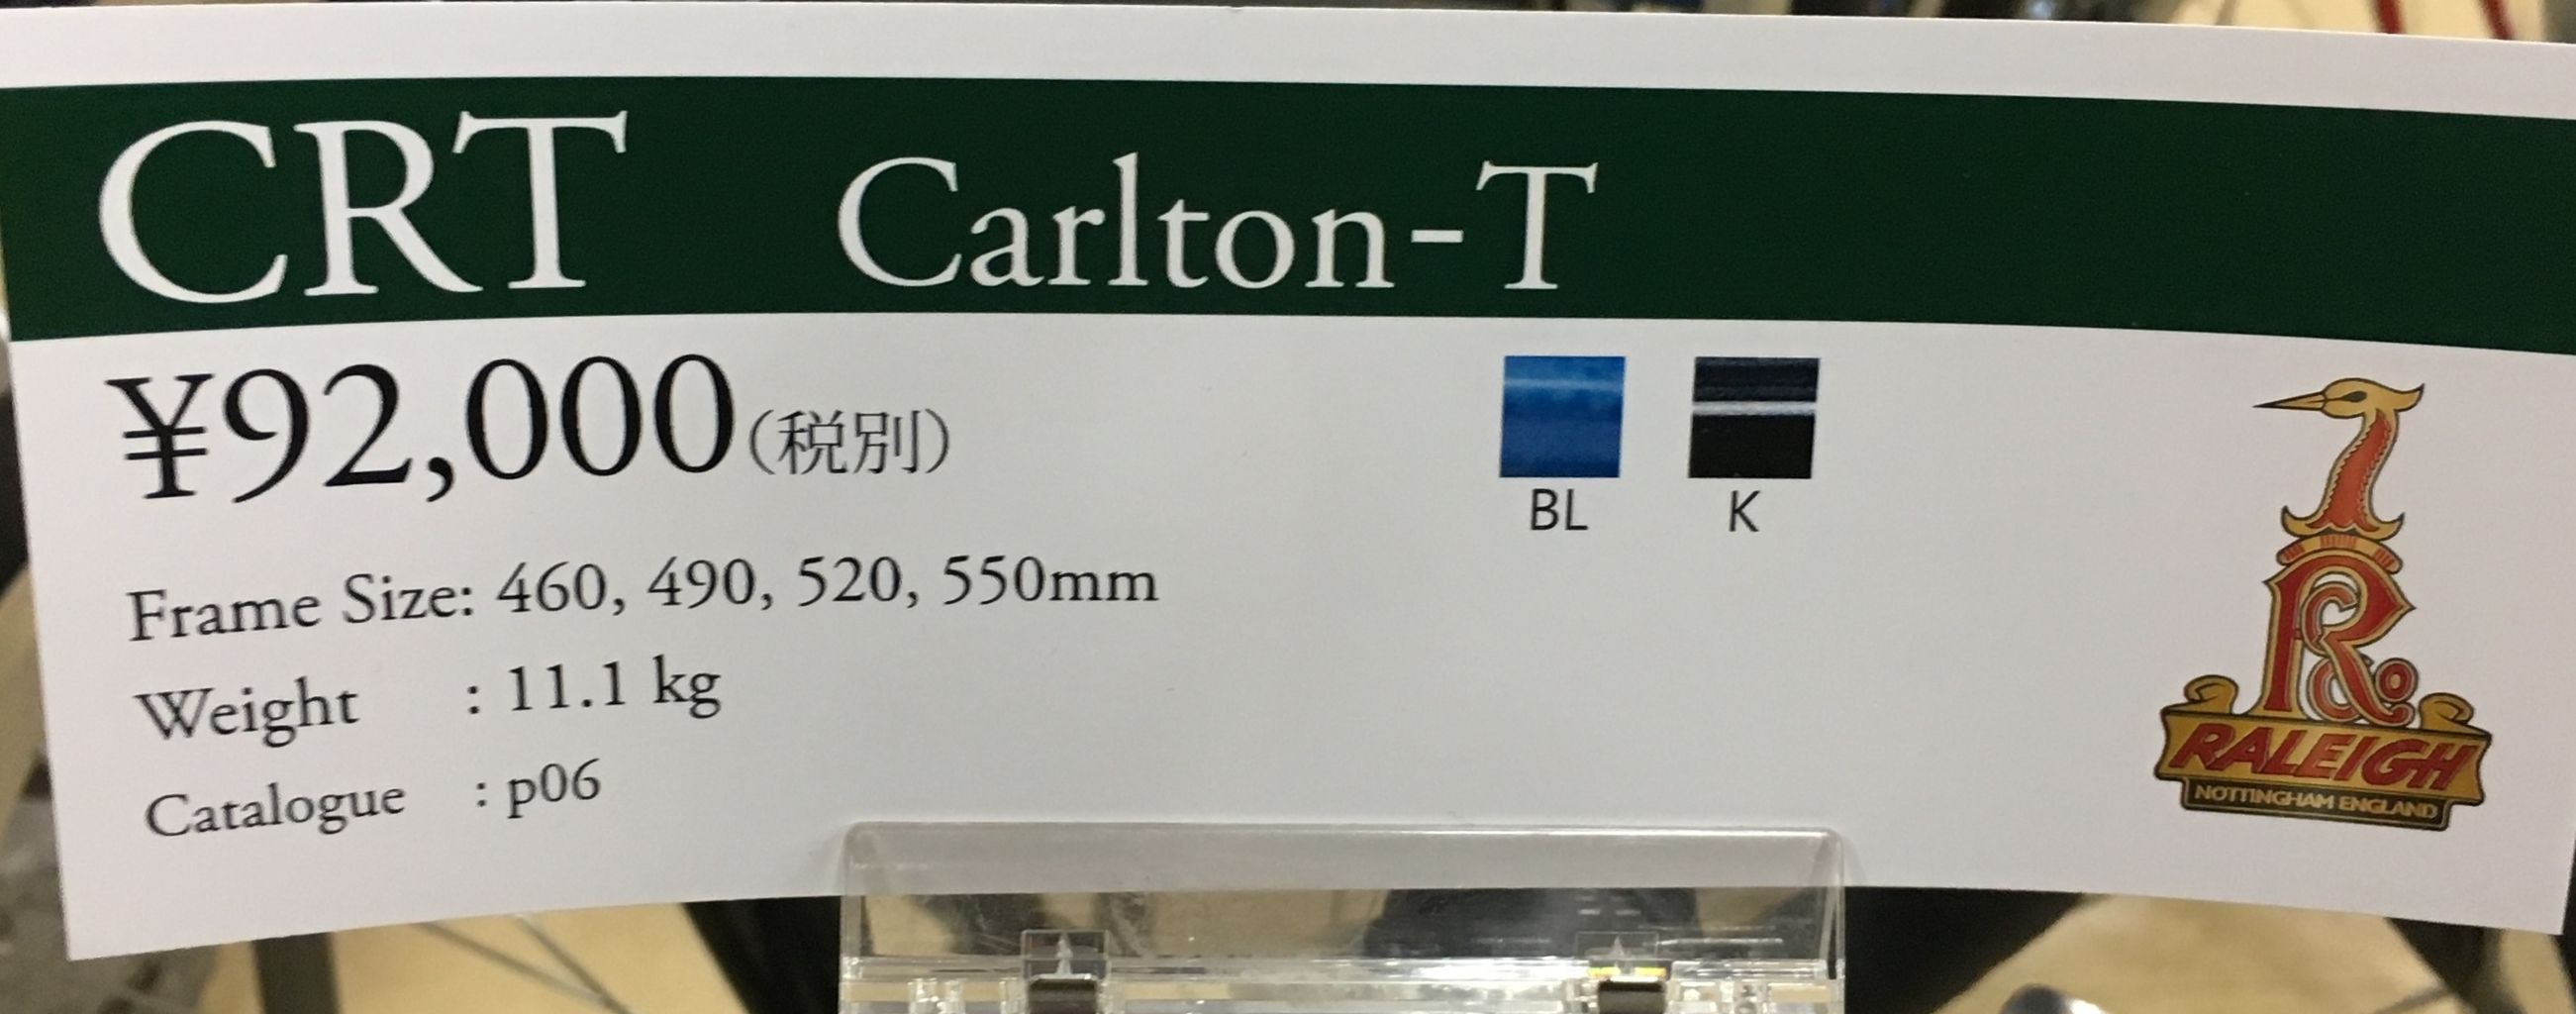 CRT Carlton-T
¥92,000(税別)
BL K
Frame Size: 460, 490, 520, 550mm
Weight : 11.1 kg
Catalogue : p06
R&Co
RALEIGH
NOTTINGHAM ENGLAND